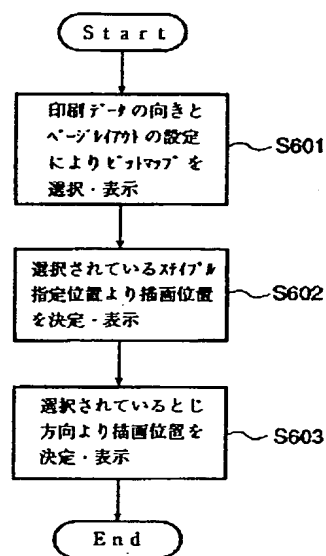 Start
印刷ﾃﾞｰﾀの向きと
ﾍﾟｰｼﾞﾚｲｱｳﾄの設定
によりﾋﾞｯﾄﾏｯﾌﾟを
選択・表示
S601
選択されているｽﾃｲﾌﾟﾙ
指定位置より描画位置
を決定・表示
S602
選択されているとじ
方向より描画位置を
決定・表示
S603
End